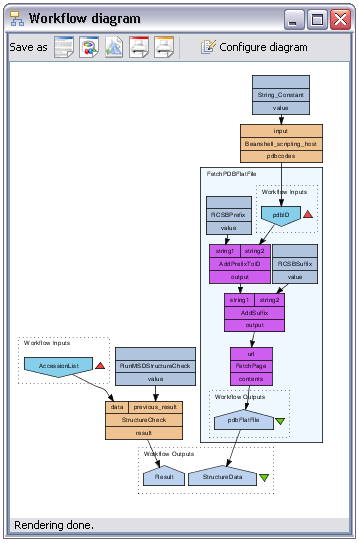 Workflow diagram
Save as
Configure diagram
String_Constant
value
input
Beanshell_scripting_host
pdbcodes
FetchPDBFlatFile
Workflow Inputs
pdbID
RCSBPrefix
value
string1 string2
AddPrefixToID
output
RCSBSuffix
value
string1 string2
AddSuffix
output
url
FetchPage
contents
Workflow Outputs
pdbFlatFile
Workflow Inputs
AccessionList
RunMSDStructureCheck
value
data previous_result
StructureCheck
result
Workflow Outputs
Result
StructureData
Rendering done.